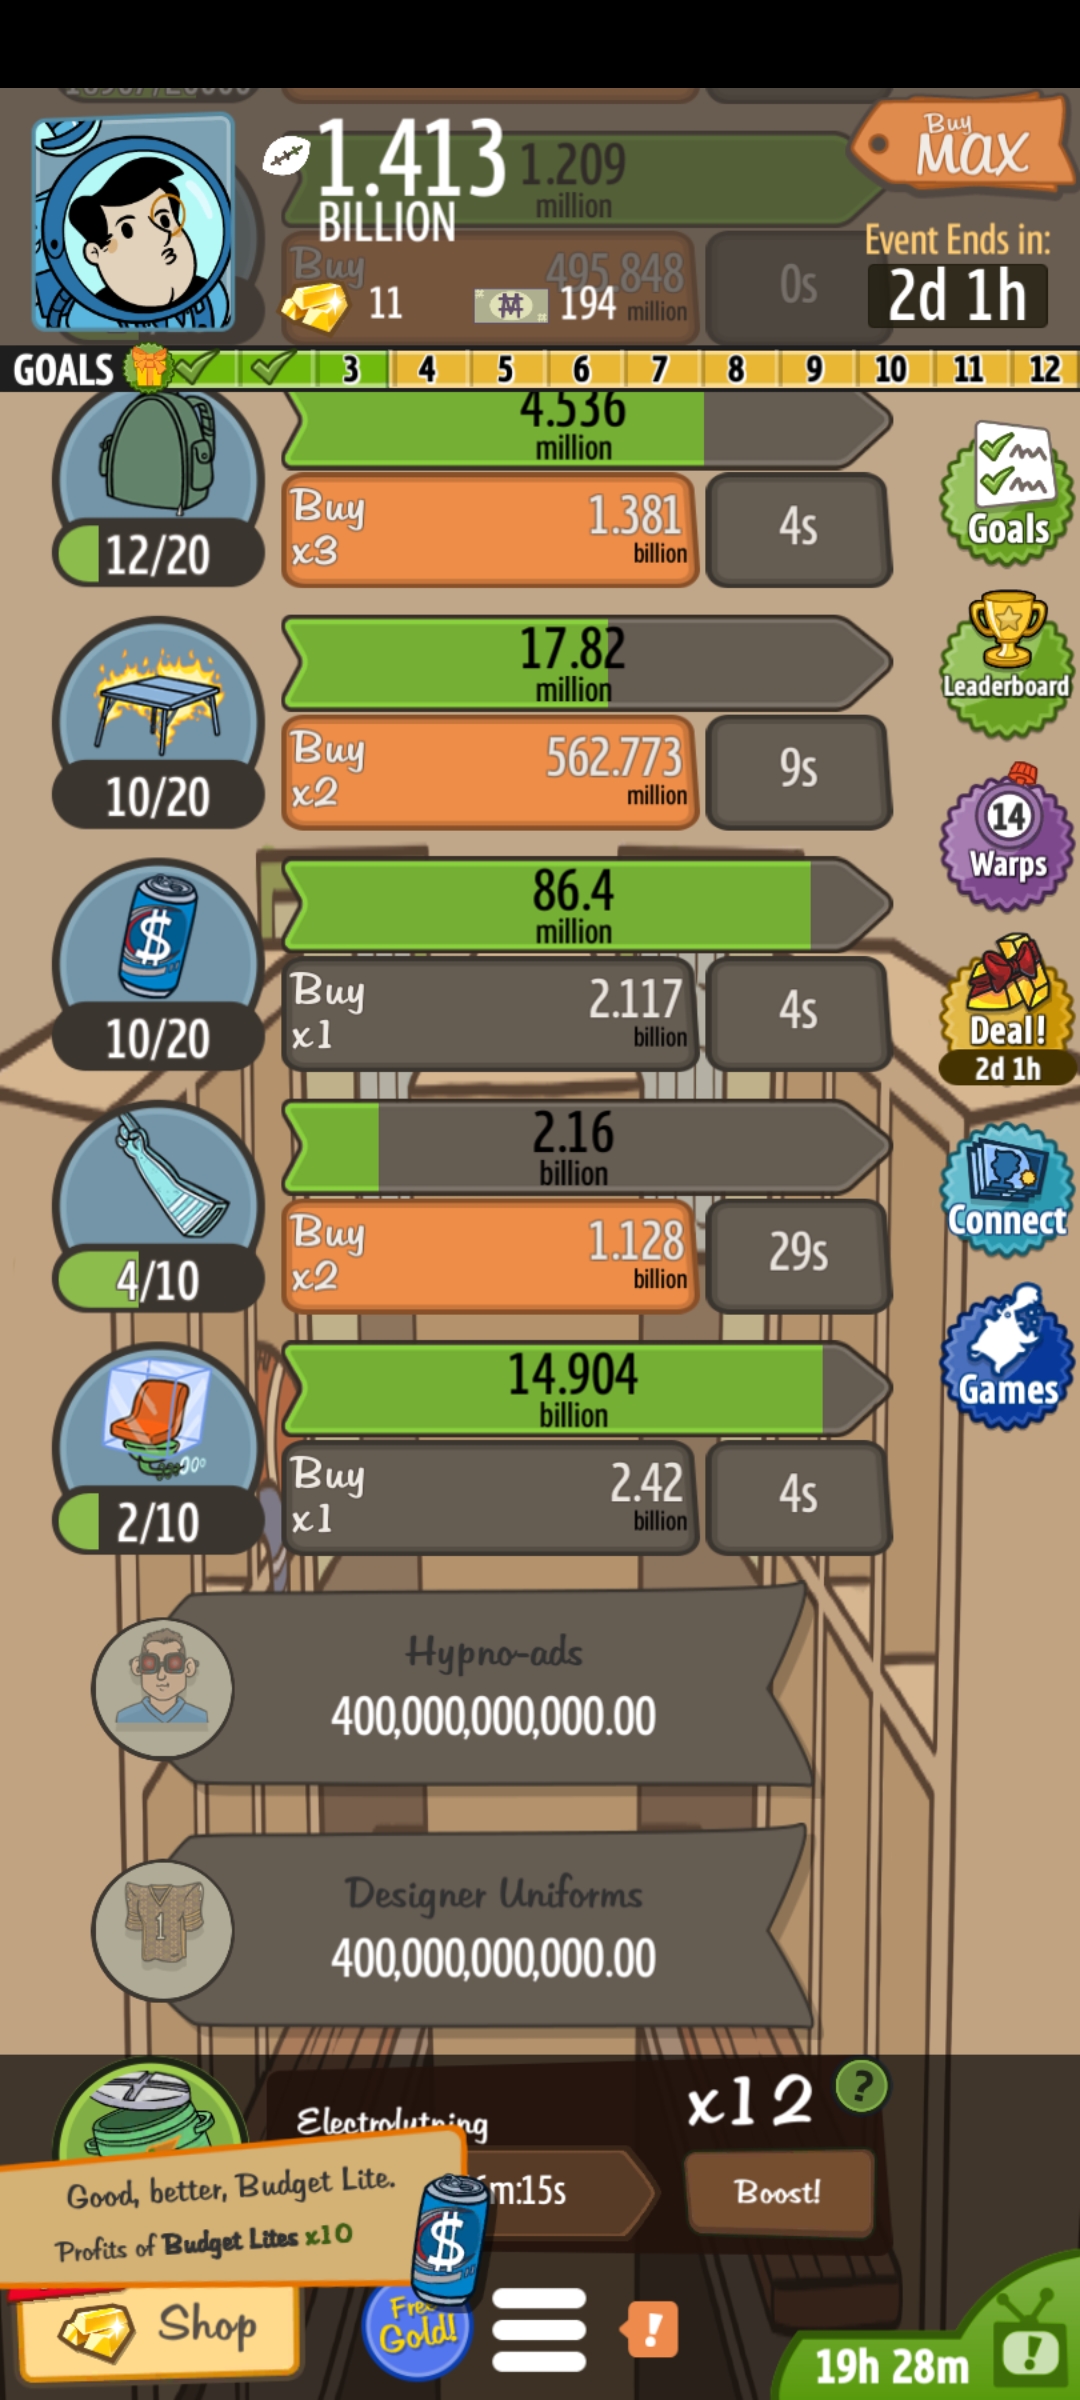 1.413
BILLION
1.209
million
Buy
MAX
Buy
495.848
million
0s
11
194
Event Ends in:
2d 1h
GOALS
3 4 5 6 7 8 9 10 11 12
4.536
million
12/20
Buy
x3
1.381
billion
4s
Goals
17.82
million
10/20
Buy
x2
562.773
million
9s
Leaderboard
14
Warps
86.4
million
10/20
Buy
x1
2.117
billion
4s
Deal!
2d 1h
2.16
billion
4/10
Buy
x2
1.128
billion
29s
Connect
14.904
billion
2/10
Buy
x1
2.42
billion
4s
Games
Hypno-ads
400,000,000,000.00
Designer Uniforms
400,000,000,000.00
x12
?
m:15s
Boost!
Good, better, Budget Lite.
Profits of Budget Lites x10
Shop
Free
Gold!
!
19h 28m